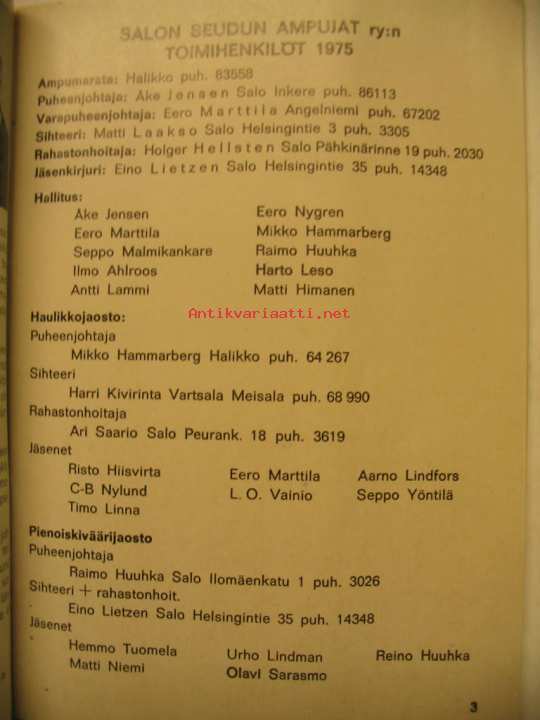 SALON SEUDUN AMPUJAT ry:n
TOIMIHENKILÖT 1975
Ampumarata: Halikko puh. 83558
Puheenjohtaja: Åke Jensen Salo Inkere puh. 86113
Varapuheenjohtaja: Eero Marttila Angelniemi puh. 67202
Sihteeri: Matti Laakso Salo Helsingintie 3 puh. 3305
Rahastonhoitaja: Holger Hellsten Salo Pähkinärinne 19 puh. 2030
Jäsenkirjuri: Eino Lietzen Salo Helsingintie 35 puh. 14348
Hallitus:
Åke Jensen Eero Nygren
Eero Marttila Mikko Hammarberg
Seppo Malmikankare Raimo Huuhka
Ilmo Ahlroos Harto Leso
Antti Lammi Matti Himanen
Antikvariaatti.net
Haulikkojaosto:
Puheenjohtaja
Mikko Hammarberg Halikko puh. 64 267
Sihteeri
Harri Kivirinta Vartsala Meisala puh. 68 990
Rahastonhoitaja
Ari Saario Salo Peurank. 18 puh. 3619
Jäsenet
Risto Hiisvirta Eero Marttila Aarno Lindfors
C-B Nylund L. O. Vainio Seppo Yöntilä
Timo Linna
Pienoiskiväärijaosto
Puheenjohtaja
Raimo Huuhka Salo Ilomäenkatu 1 puh. 3026
Sihteeri + rahastonhoit.
Eino Lietzen Salo Helsingintie 35 puh. 14348
Jäsenet
Hemmo Tuomela Urho Lindman Reino Huuhka
Matti Niemi Olavi Sarasmo
3